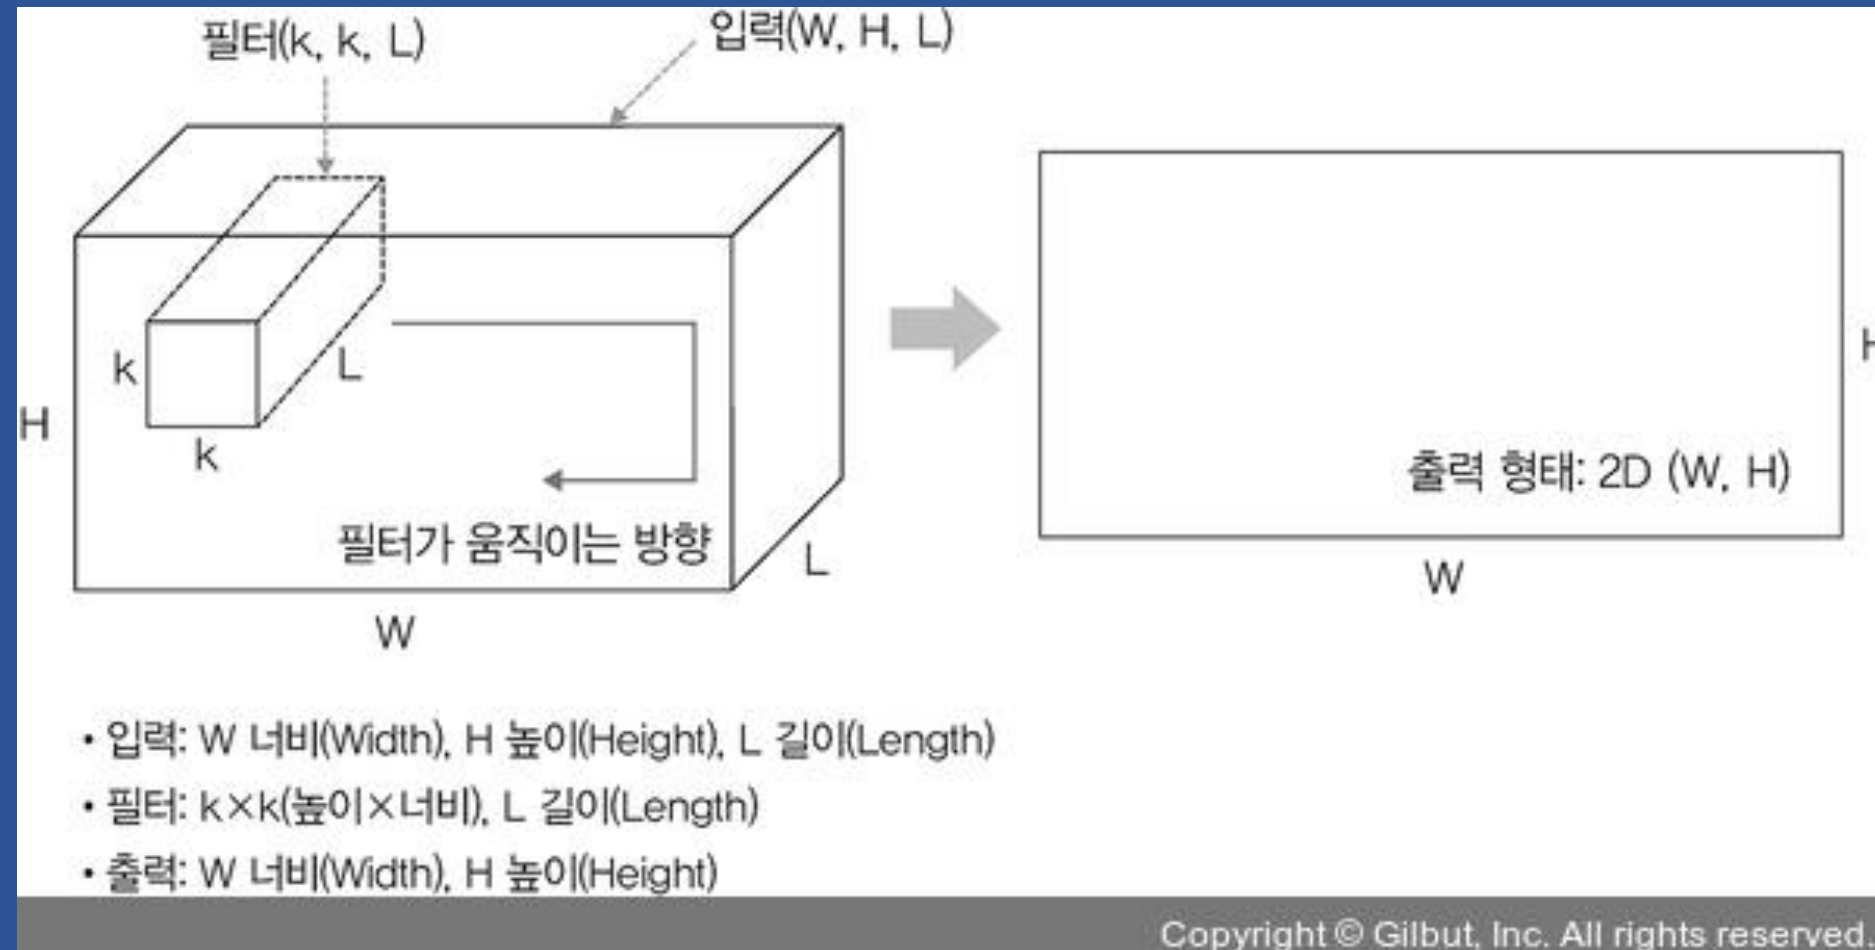 필터(k, k, L)
입력(W, H, L)
k
L
H
k
H
출력 형태: 2D (W, H)
필터가 움직이는 방향
L
W
W
• 입력: W 너비(Width), H 높이(Height), L 길이(Length)
• 필터: k×k(높이×너비), L 길이(Length)
• 출력: W 너비(Width), H 높이(Height)
Copyright © Gilbut, Inc. All rights reserved